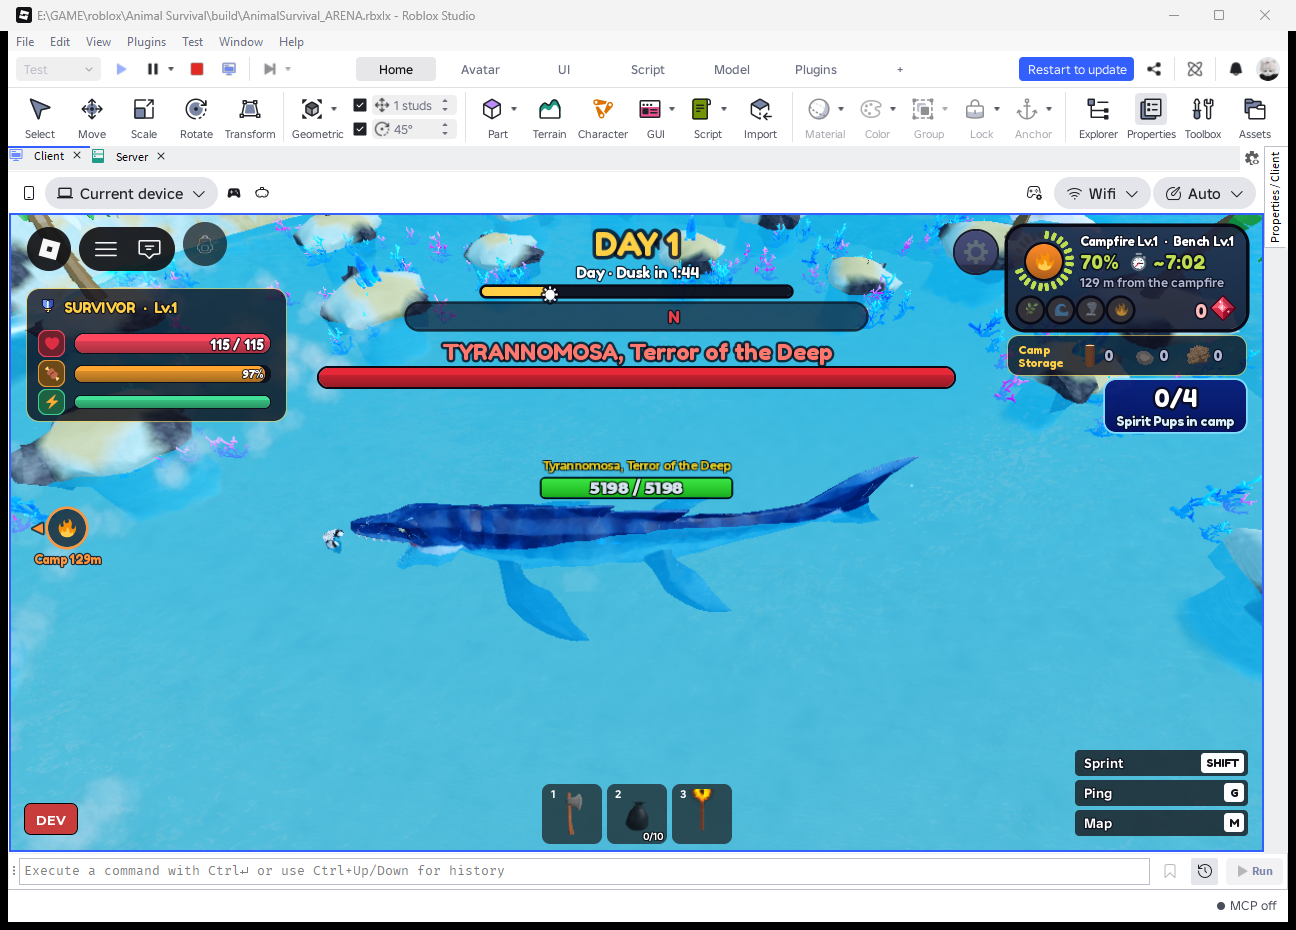 E:\GAME\roblox\Animal Survival\build\AnimalSurvival_ARENA.rbxlx - Roblox Studio
File Edit View Plugins Test Window Help
Test
Home Avatar UI Script Model Plugins +
Restart to update
1 studs
45°
Select Move Scale Rotate Transform Geometric Part Terrain Character GUI Script Import Material Color Group Lock Anchor Explorer Properties Toolbox Assets
Client Server
Properties / Client
Current device
Wifi Auto
DAY 1
Day · Dusk in 1:44
N
TYRANNOMOSA, Terror of the Deep
SURVIVOR · Lv.1
115 / 115
97%
Campfire Lv.1 · Bench Lv.1
70% ~7:02
129 m from the campfire
0
Camp Storage 0 0 0
0/4
Spirit Pups in camp
Tyrannomosa, Terror of the Deep
5198 / 5198
Camp 129m
Sprint SHIFT
Ping G
Map M
DEV
1 2 3
0/10
Execute a command with Ctrl+↵ or use Ctrl+Up/Down for history
Run
MCP off